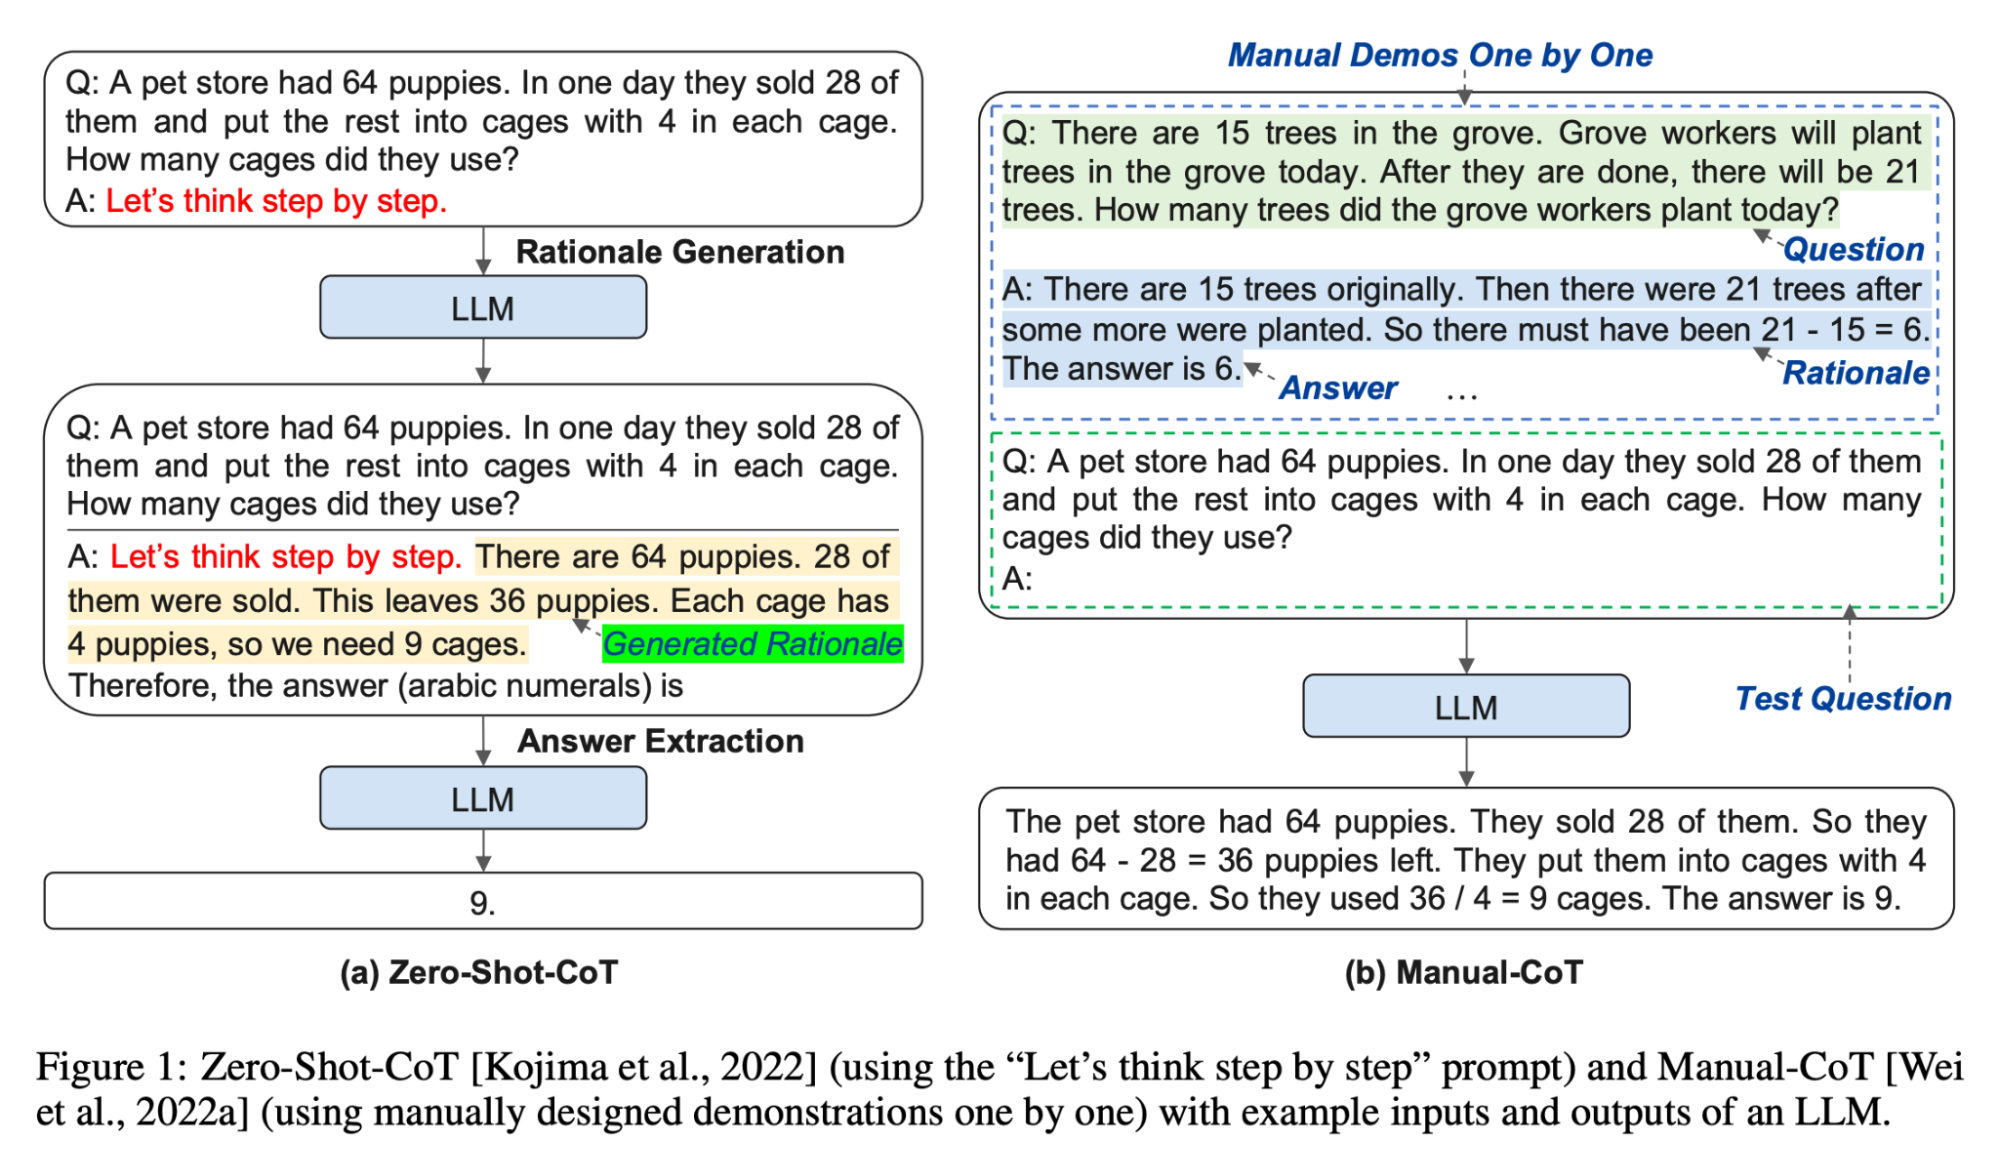 Q: A pet store had 64 puppies. In one day they sold 28 of
them and put the rest into cages with 4 in each cage.
How many cages did they use?
A: Let’s think step by step.
Rationale Generation
LLM
Q: A pet store had 64 puppies. In one day they sold 28 of
them and put the rest into cages with 4 in each cage.
How many cages did they use?
A: Let’s think step by step. There are 64 puppies. 28 of
them were sold. This leaves 36 puppies. Each cage has
4 puppies, so we need 9 cages.
Generated Rationale
Therefore, the answer (arabic numerals) is
Answer Extraction
LLM
9.
(a) Zero-Shot-CoT
Manual Demos One by One
Q: There are 15 trees in the grove. Grove workers will plant
trees in the grove today. After they are done, there will be 21
trees. How many trees did the grove workers plant today?
Question
A: There are 15 trees originally. Then there were 21 trees after
some more were planted. So there must have been 21 - 15 = 6.
The answer is 6.
Rationale
Answer
…
Q: A pet store had 64 puppies. In one day they sold 28 of them
and put the rest into cages with 4 in each cage. How many
cages did they use?
A:
LLM
Test Question
The pet store had 64 puppies. They sold 28 of them. So they
had 64 - 28 = 36 puppies left. They put them into cages with 4
in each cage. So they used 36 / 4 = 9 cages. The answer is 9.
(b) Manual-CoT
Figure 1: Zero-Shot-CoT [Kojima et al., 2022] (using the “Let’s think step by step” prompt) and Manual-CoT [Wei
et al., 2022a] (using manually designed demonstrations one by one) with example inputs and outputs of an LLM.